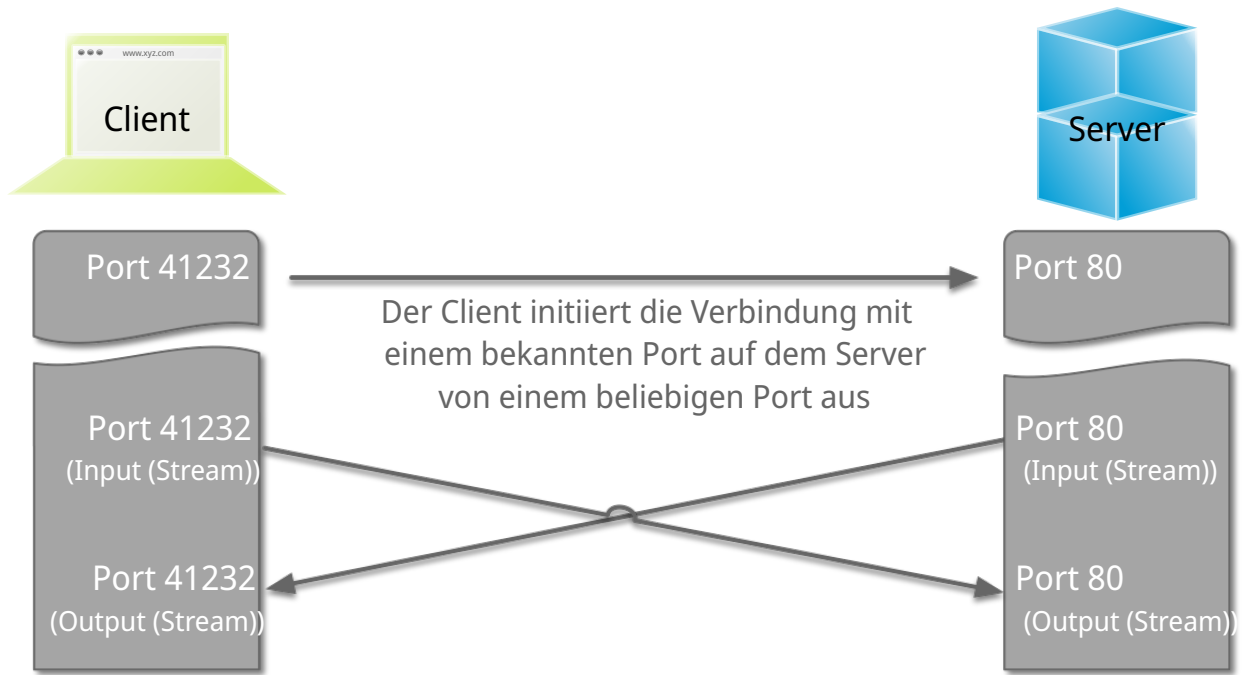 www.xyz.com
Client
Server
Port 41232
Port 80
Der Client initiiert die Verbindung mit
einem bekannten Port auf dem Server
von einem beliebigen Port aus
Port 41232
(Input (Stream))
Port 80
(Input (Stream))
Port 41232
(Output (Stream))
Port 80
(Output (Stream))